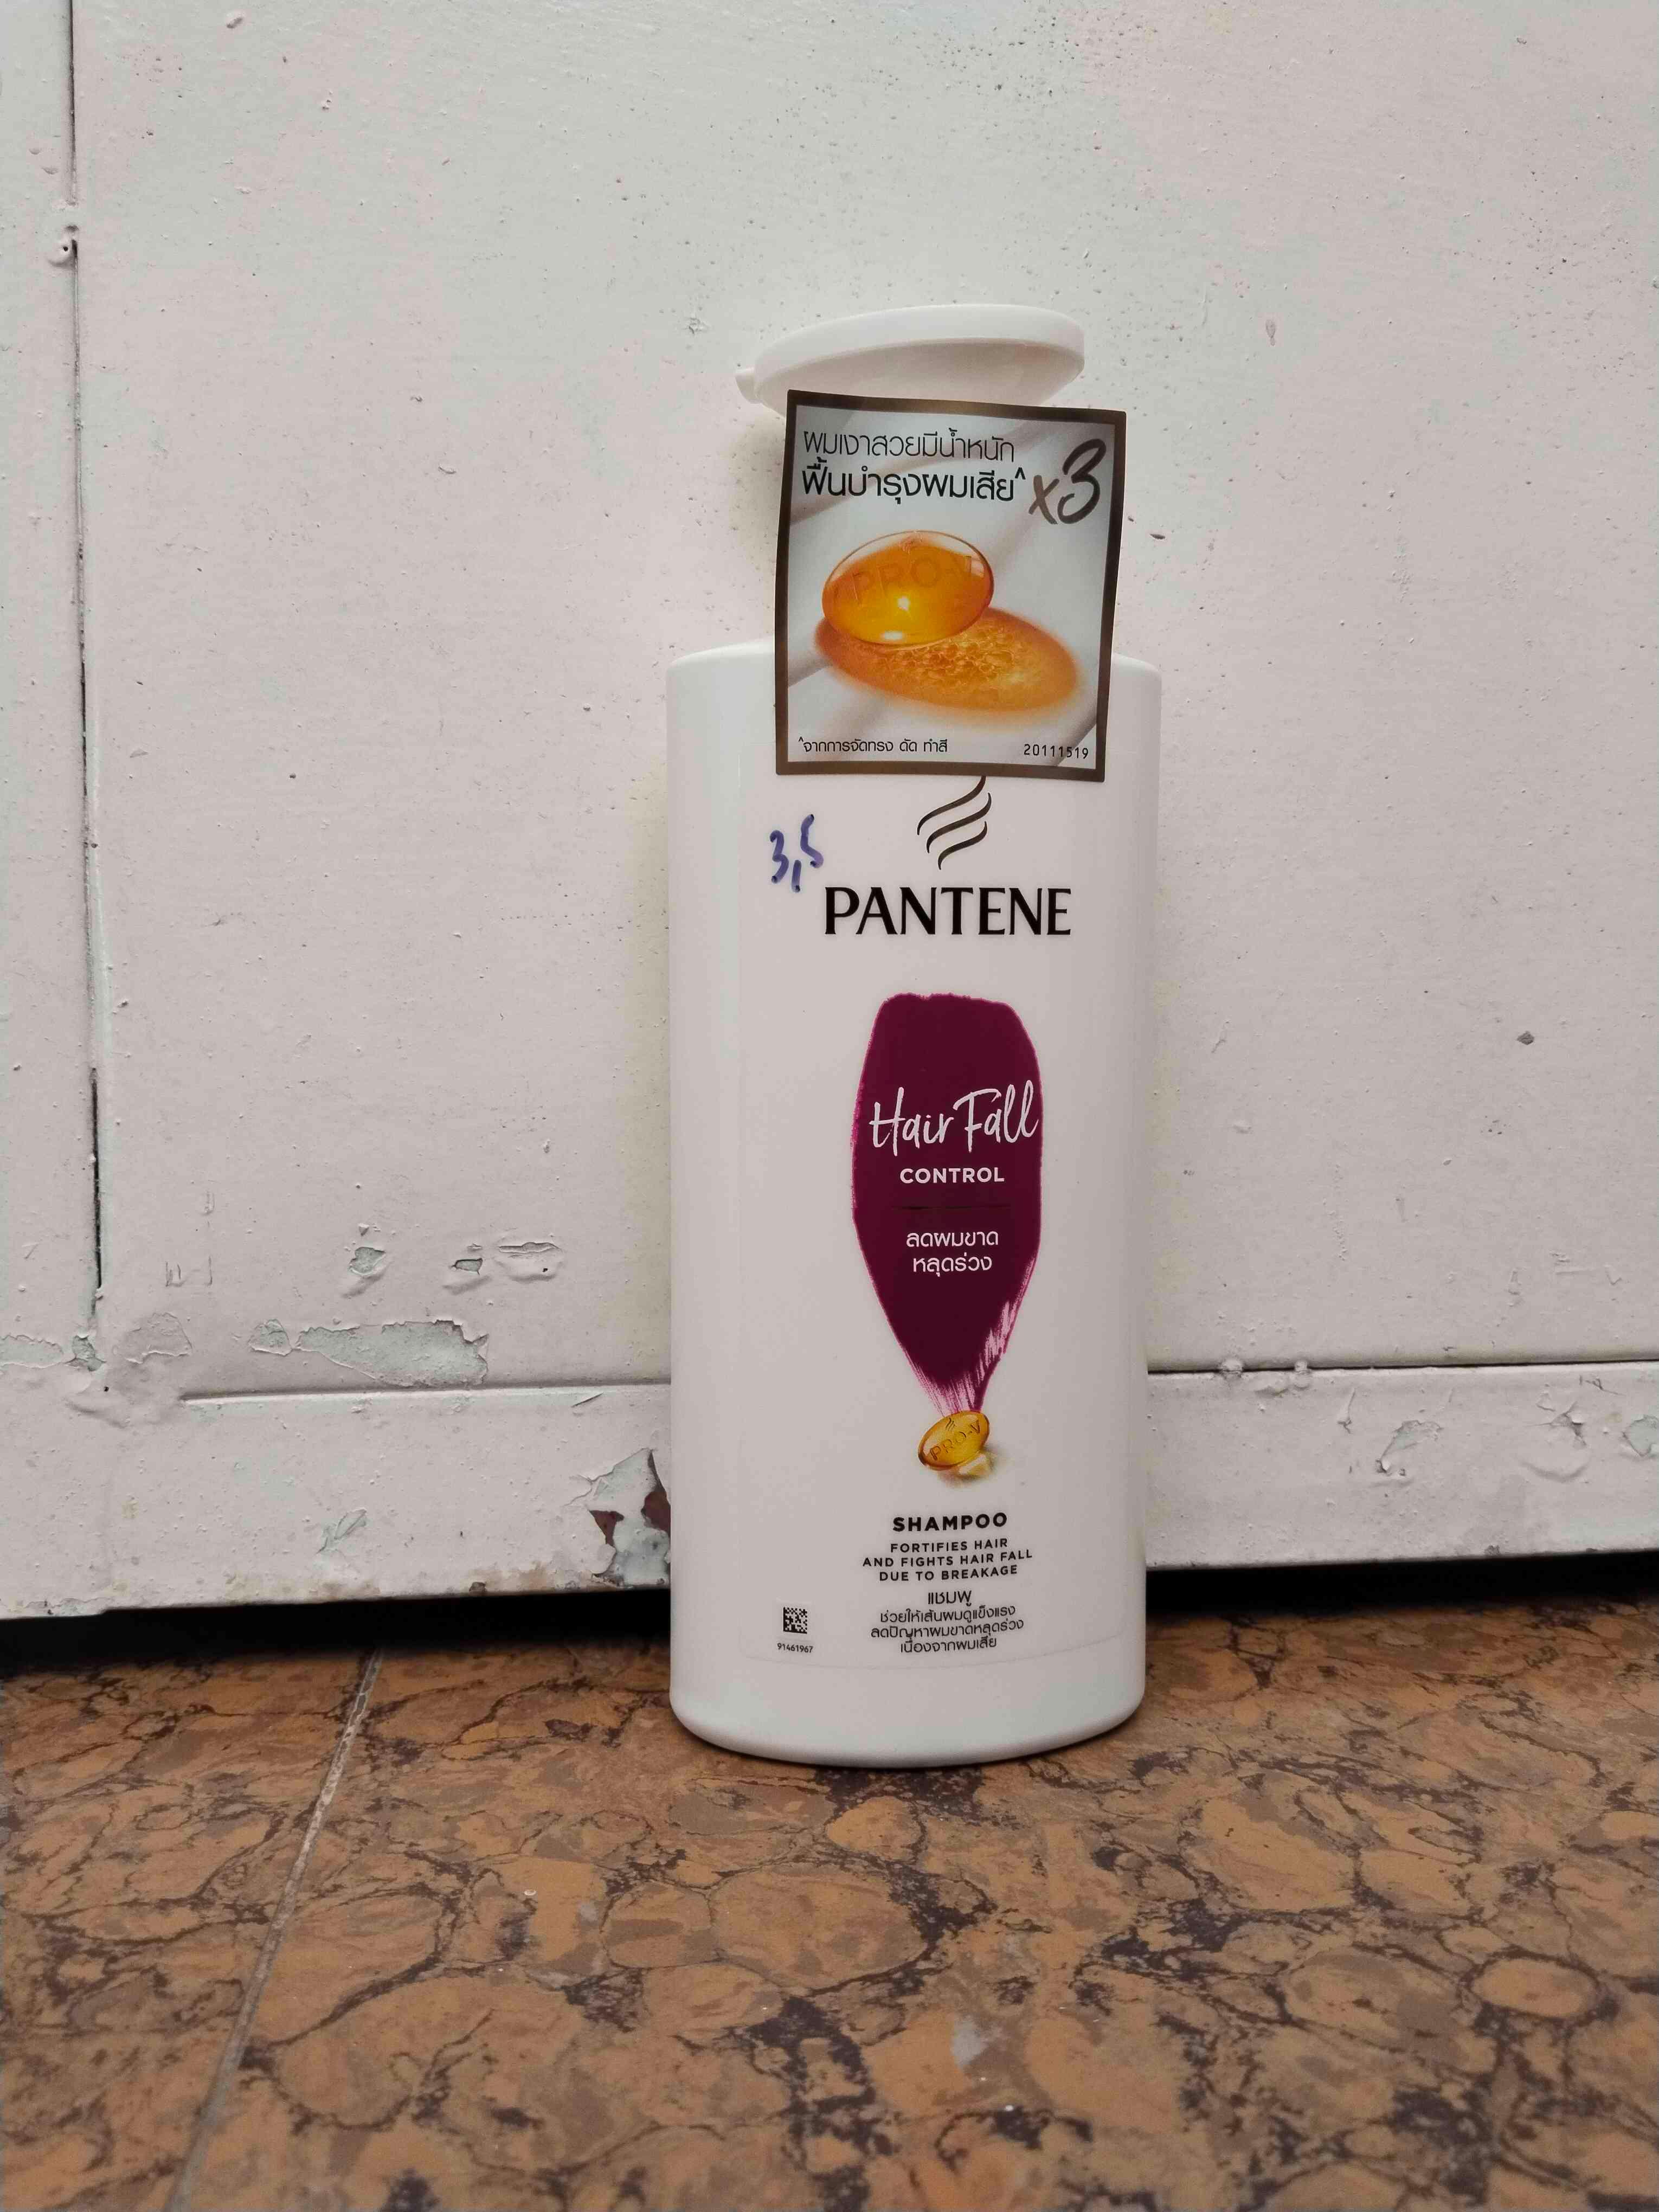 ผมเงาสวยมีน้ำหนัก
ฟื้นบำรุงผมเสีย^ x3
PRO-V
^จากการจัดทรง ดัด ทำสี 20111519
3,5
PANTENE
Hair Fall
CONTROL
ลดผมขาด
หลุดร่วง
PRO-V
SHAMPOO
FORTIFIES HAIR
AND FIGHTS HAIR FALL
DUE TO BREAKAGE
แชมพู
ช่วยให้เส้นผมดูแข็งแรง
ลดปัญหาผมขาดหลุดร่วง
เนื่องจากผมเสีย
91461967